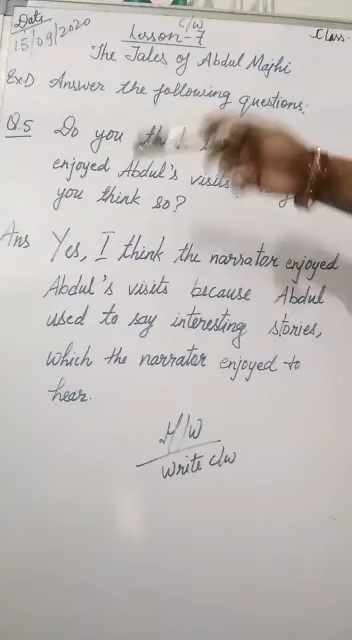 Date
15/09/2020
C/W
Lesson-7
Class-
The Tales of Abdul Majhi
Ex:1) Answer the following questions:
Q.5 Do you
enjoyed Abdul's visits
you think so?
Ans Yes, I think the narrator enjoyed
Abdul's visits because Abdul
used to say interesting stories,
which the narrator enjoyed to
hear.
H/W
Write c/w